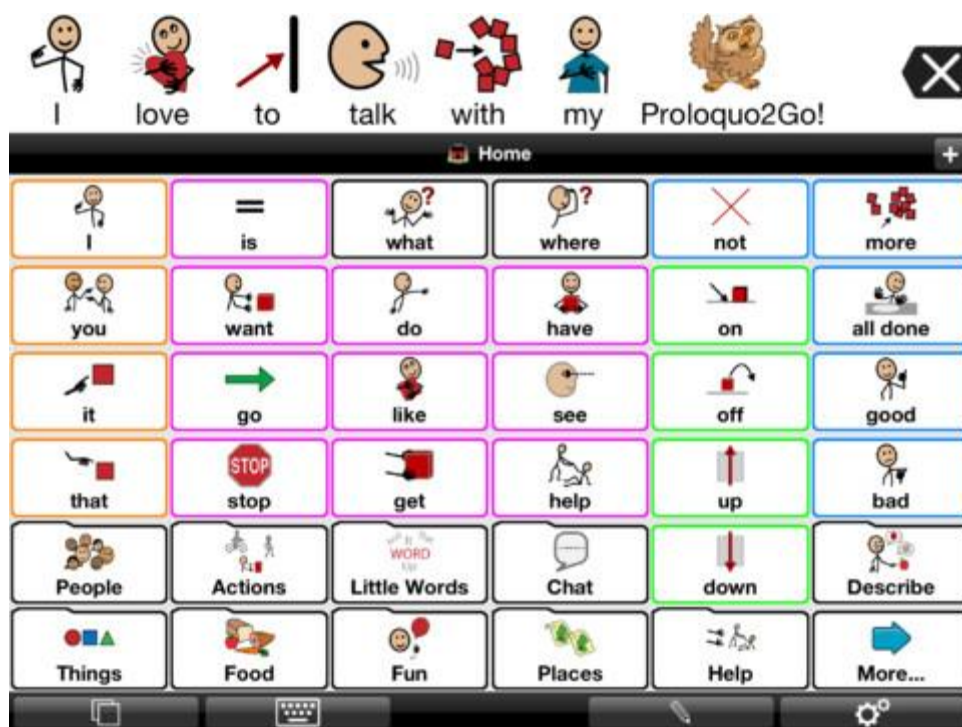 I love to talk with my Proloquo2Go!
Home
I is what where not more
you want do have on all done
it go like see off good
that STOP stop get help up bad
WORD
People Actions Little Words Chat down Describe
Things Food Fun Places Help More...